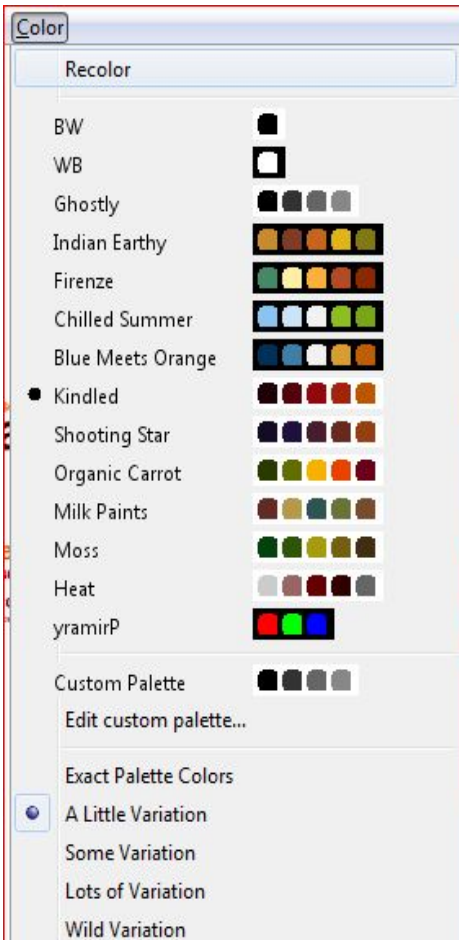 Color
Recolor
BW
WB
Ghostly
Indian Earthy
Firenze
Chilled Summer
Blue Meets Orange
Kindled
Shooting Star
Organic Carrot
Milk Paints
Moss
Heat
yramirP
Custom Palette
Edit custom palette...
Exact Palette Colors
A Little Variation
Some Variation
Lots of Variation
Wild Variation